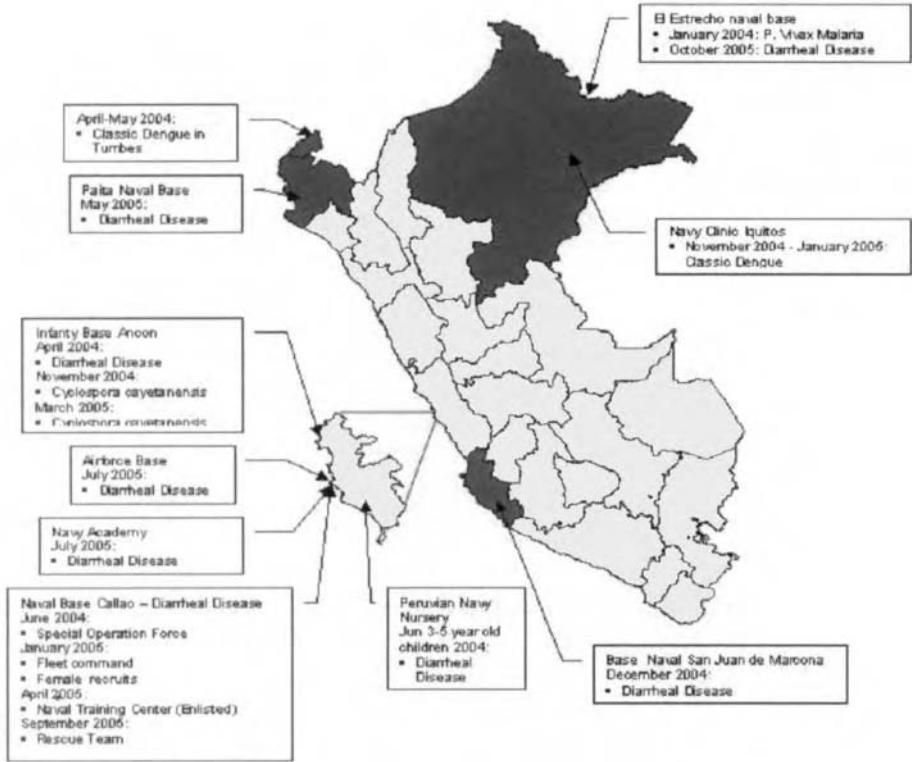 El Estrecho naval base
▪ January 2004: P. Vivax Malaria
▪ October 2005: Diarrheal Disease
April-May 2004:
▪ Classic Dengue in
Tumbes
Paita Naval Base
May 2005:
▪ Diarrheal Disease
Navy Clinic Iquitos
▪ November 2004 - January 2005:
Classic Dengue
Infanty Base Ancon
April 2004:
▪ Diarrheal Disease
November 2004:
▪ Cyclospora cayetanensis
March 2005:
▪ Cyclospora cayetanensis
Airforce Base
July 2005:
▪ Diarrheal Disease
Navy Academy
July 2005:
▪ Diarrheal Disease
Naval Base Callao – Diarrheal Disease
June 2004:
▪ Special Operation Force
January 2005:
▪ Fleet command
▪ Female recruits
April 2005:
▪ Naval Training Center (Enlisted)
September 2005:
▪ Rescue Team
Peruvian Navy
Nursery
Jun 3-5 year old
children 2004:
▪ Diarrheal
Disease
Base Naval San Juan de Marcona
December 2004:
▪ Diarrheal Disease